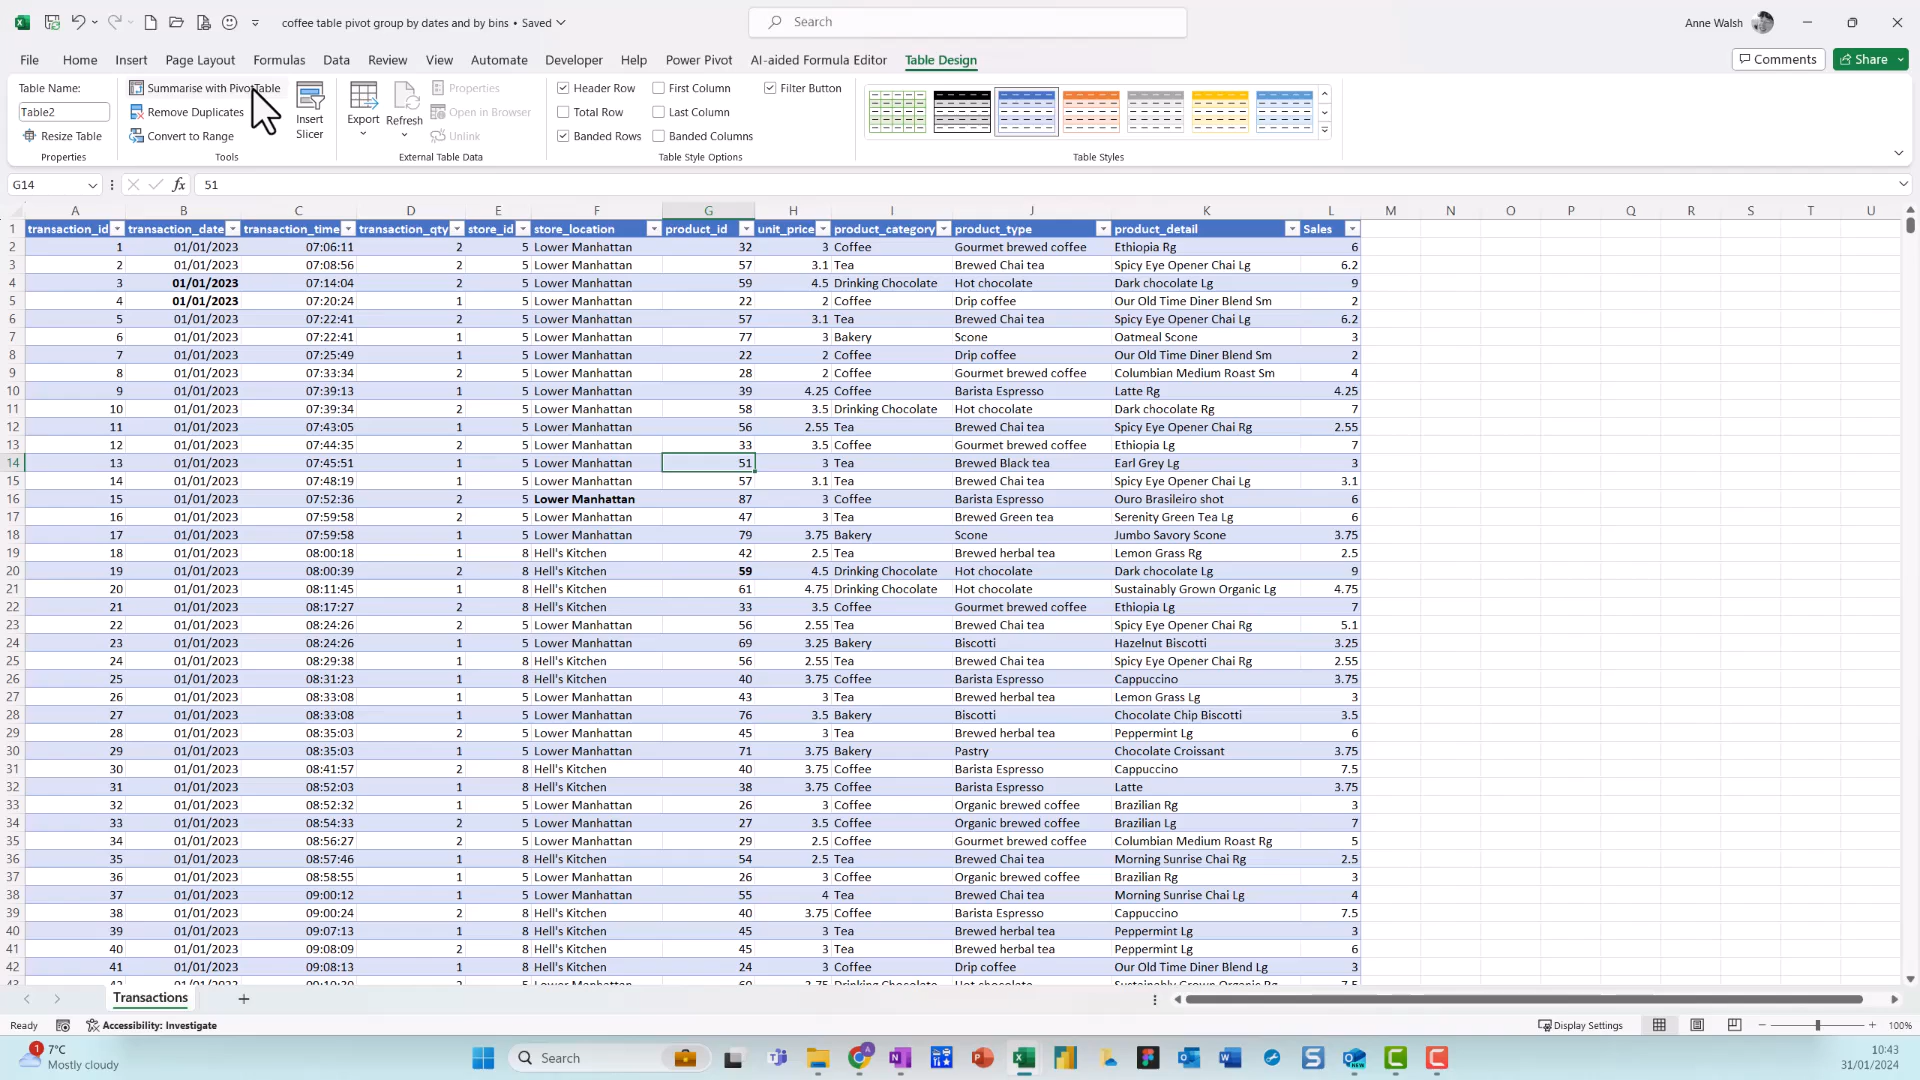 coffee table pivot group by dates and by bins • Saved
Search
Anne Walsh
File Home Insert Page Layout Formulas Data Review View Automate Developer Help Power Pivot AI-aided Formula Editor Table Design
Comments Share
Table Name: Summarise with PivotTable Properties Header Row First Column Filter Button
Table2 Remove Duplicates Insert Slicer Export Refresh Open in Browser Total Row Last Column
Resize Table Convert to Range Unlink Banded Rows Banded Columns
Properties Tools External Table Data Table Style Options Table Styles
G14 fx 51
A B C D E F G H I J K L M N O P Q R S T U
1 transaction_id transaction_date transaction_time transaction_qty store_id store_location product_id unit_price product_category product_type product_detail Sales
2 1 01/01/2023 07:06:11 2 5 Lower Manhattan 32 3 Coffee Gourmet brewed coffee Ethiopia Rg 6
3 2 01/01/2023 07:08:56 2 5 Lower Manhattan 57 3.1 Tea Brewed Chai tea Spicy Eye Opener Chai Lg 6.2
4 3 01/01/2023 07:14:04 2 5 Lower Manhattan 59 4.5 Drinking Chocolate Hot chocolate Dark chocolate Lg 9
5 4 01/01/2023 07:20:24 1 5 Lower Manhattan 22 2 Coffee Drip coffee Our Old Time Diner Blend Sm 2
6 5 01/01/2023 07:22:41 2 5 Lower Manhattan 57 3.1 Tea Brewed Chai tea Spicy Eye Opener Chai Lg 6.2
7 6 01/01/2023 07:22:41 1 5 Lower Manhattan 77 3 Bakery Scone Oatmeal Scone 3
8 7 01/01/2023 07:25:49 1 5 Lower Manhattan 22 2 Coffee Drip coffee Our Old Time Diner Blend Sm 2
9 8 01/01/2023 07:33:34 2 5 Lower Manhattan 28 2 Coffee Gourmet brewed coffee Columbian Medium Roast Sm 4
10 9 01/01/2023 07:39:13 1 5 Lower Manhattan 39 4.25 Coffee Barista Espresso Latte Rg 4.25
11 10 01/01/2023 07:39:34 2 5 Lower Manhattan 58 3.5 Drinking Chocolate Hot chocolate Dark chocolate Rg 7
12 11 01/01/2023 07:43:05 1 5 Lower Manhattan 56 2.55 Tea Brewed Chai tea Spicy Eye Opener Chai Rg 2.55
13 12 01/01/2023 07:44:35 2 5 Lower Manhattan 33 3.5 Coffee Gourmet brewed coffee Ethiopia Lg 7
14 13 01/01/2023 07:45:51 1 5 Lower Manhattan 51 3 Tea Brewed Black tea Earl Grey Lg 3
15 14 01/01/2023 07:48:19 1 5 Lower Manhattan 57 3.1 Tea Brewed Chai tea Spicy Eye Opener Chai Lg 3.1
16 15 01/01/2023 07:52:36 2 5 Lower Manhattan 87 3 Coffee Barista Espresso Ouro Brasileiro shot 6
17 16 01/01/2023 07:59:58 2 5 Lower Manhattan 47 3 Tea Brewed Green tea Serenity Green Tea Lg 6
18 17 01/01/2023 07:59:58 1 5 Lower Manhattan 79 3.75 Bakery Scone Jumbo Savory Scone 3.75
19 18 01/01/2023 08:00:18 1 8 Hell's Kitchen 42 2.5 Tea Brewed herbal tea Lemon Grass Rg 2.5
20 19 01/01/2023 08:00:39 2 8 Hell's Kitchen 59 4.5 Drinking Chocolate Hot chocolate Dark chocolate Lg 9
21 20 01/01/2023 08:11:45 1 8 Hell's Kitchen 61 4.75 Drinking Chocolate Hot chocolate Sustainably Grown Organic Lg 4.75
22 21 01/01/2023 08:17:27 2 8 Hell's Kitchen 33 3.5 Coffee Gourmet brewed coffee Ethiopia Lg 7
23 22 01/01/2023 08:24:26 2 5 Lower Manhattan 56 2.55 Tea Brewed Chai tea Spicy Eye Opener Chai Rg 5.1
24 23 01/01/2023 08:24:26 1 5 Lower Manhattan 69 3.25 Bakery Biscotti Hazelnut Biscotti 3.25
25 24 01/01/2023 08:29:38 1 8 Hell's Kitchen 56 2.55 Tea Brewed Chai tea Spicy Eye Opener Chai Rg 2.55
26 25 01/01/2023 08:31:23 1 8 Hell's Kitchen 40 3.75 Coffee Barista Espresso Cappuccino 3.75
27 26 01/01/2023 08:33:08 1 5 Lower Manhattan 43 3 Tea Brewed herbal tea Lemon Grass Lg 3
28 27 01/01/2023 08:33:08 1 5 Lower Manhattan 76 3.5 Bakery Biscotti Chocolate Chip Biscotti 3.5
29 28 01/01/2023 08:35:03 2 5 Lower Manhattan 45 3 Tea Brewed herbal tea Peppermint Lg 6
30 29 01/01/2023 08:35:03 1 5 Lower Manhattan 71 3.75 Bakery Pastry Chocolate Croissant 3.75
31 30 01/01/2023 08:41:57 2 8 Hell's Kitchen 40 3.75 Coffee Barista Espresso Cappuccino 7.5
32 31 01/01/2023 08:52:03 1 8 Hell's Kitchen 38 3.75 Coffee Barista Espresso Latte 3.75
33 32 01/01/2023 08:52:32 1 5 Lower Manhattan 26 3 Coffee Organic brewed coffee Brazilian Rg 3
34 33 01/01/2023 08:54:33 2 5 Lower Manhattan 27 3.5 Coffee Organic brewed coffee Brazilian Lg 7
35 34 01/01/2023 08:56:27 2 5 Lower Manhattan 29 2.5 Coffee Gourmet brewed coffee Columbian Medium Roast Rg 5
36 35 01/01/2023 08:57:46 1 8 Hell's Kitchen 54 2.5 Tea Brewed Chai tea Morning Sunrise Chai Rg 2.5
37 36 01/01/2023 08:58:55 1 5 Lower Manhattan 26 3 Coffee Organic brewed coffee Brazilian Rg 3
38 37 01/01/2023 09:00:12 1 5 Lower Manhattan 55 4 Tea Brewed Chai tea Morning Sunrise Chai Lg 4
39 38 01/01/2023 09:00:24 2 8 Hell's Kitchen 40 3.75 Coffee Barista Espresso Cappuccino 7.5
40 39 01/01/2023 09:07:13 1 8 Hell's Kitchen 45 3 Tea Brewed herbal tea Peppermint Lg 3
41 40 01/01/2023 09:08:09 2 8 Hell's Kitchen 45 3 Tea Brewed herbal tea Peppermint Lg 6
42 41 01/01/2023 09:08:13 1 8 Hell's Kitchen 24 3 Coffee Drip coffee Our Old Time Diner Blend Lg 3
Transactions
Ready Accessibility: Investigate Display Settings 100%
1 7°C Search 10:43
Mostly cloudy 31/01/2024